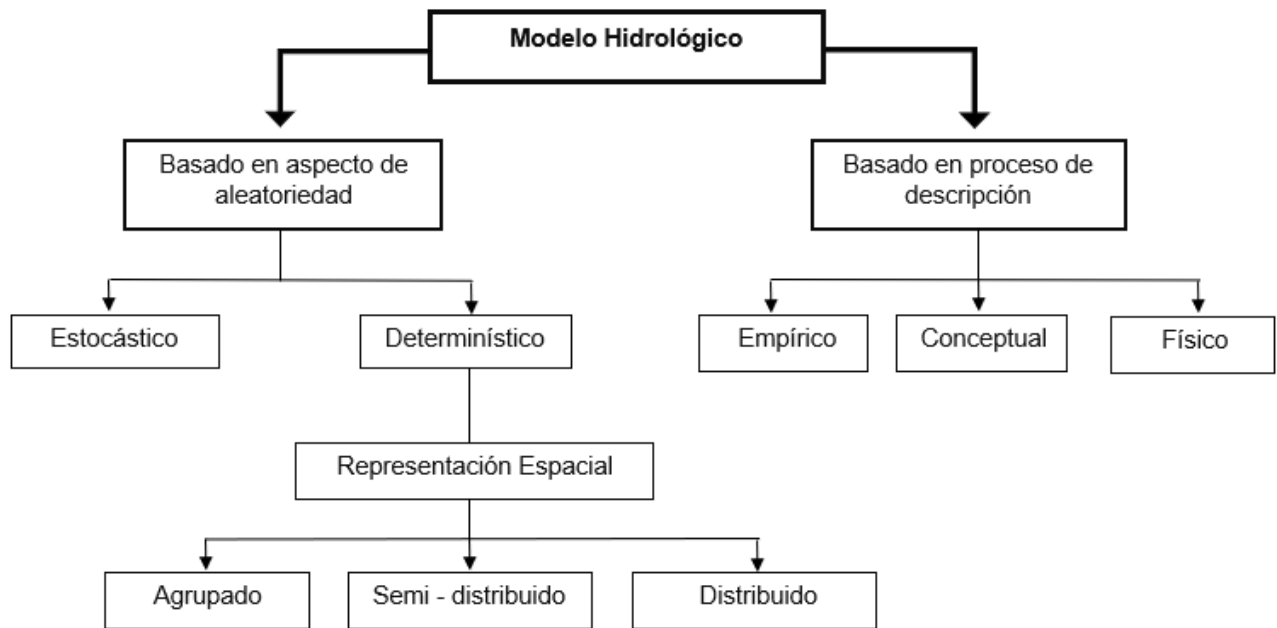 Modelo Hidrológico
Basado en aspecto de
aleatoriedad
Basado en proceso de
descripción
Estocástico
Determinístico
Empírico
Conceptual
Físico
Representación Espacial
Agrupado
Semi - distribuido
Distribuido